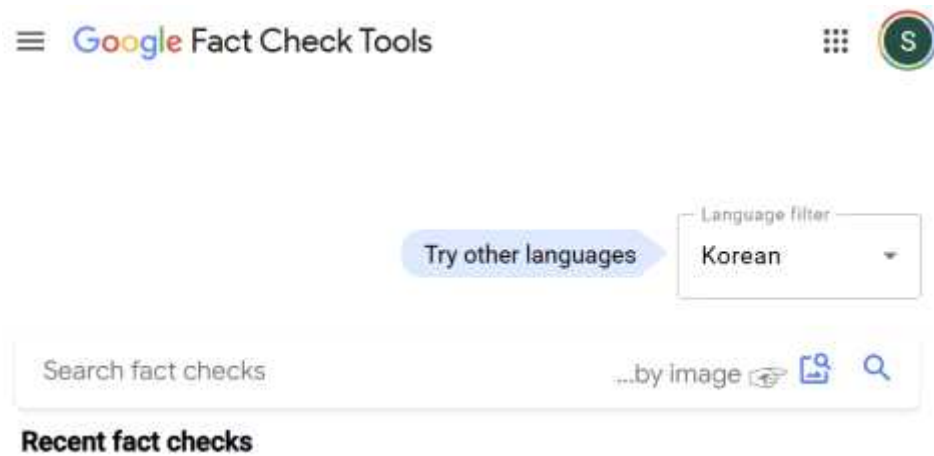 Google Fact Check Tools
S
Language filter
Try other languages
Korean
Search fact checks
...by image
Recent fact checks